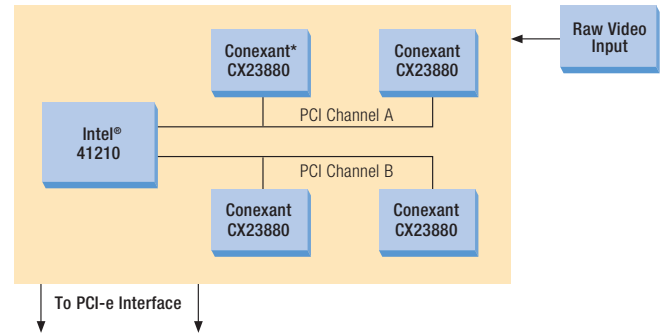 Conexant*
CX23880
Conexant
CX23880
Raw Video
Input
PCI Channel A
Intel®
41210
PCI Channel B
Conexant
CX23880
Conexant
CX23880
To PCI-e Interface